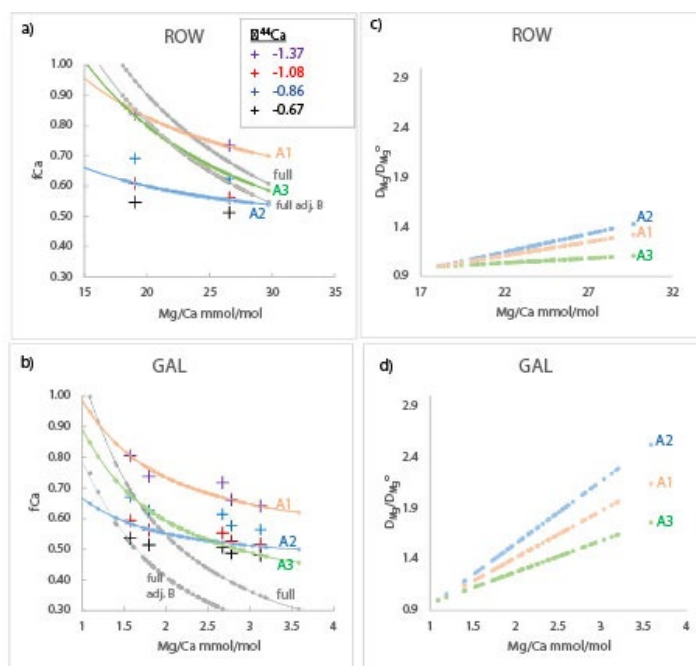 a)
ROW
⍰⁴⁴Ca
+ -1.37
+ -1.08
+ -0.86
+ -0.67
1.00
0.90
0.80
0.70
0.60
0.50
0.40
0.30
fCa
A1
full
A3
full adj. B
A2
15 20 25 30 35
Mg/Ca mmol/mol
c)
ROW
2.9
2.4
1.9
1.4
0.9
D_Mg/D_Mg°
A2
A1
A3
17 22 27 32
Mg/Ca mmol/mol
b)
GAL
1.00
0.90
0.80
0.70
0.60
0.50
0.40
0.30
fCa
A1
A2
A3
full
adj. B
full
1 1.5 2 2.5 3 3.5 4
Mg/Ca mmol/mol
d)
GAL
2.9
2.4
1.9
1.4
0.9
D_Mg/D_Mg°
A2
A1
A3
1 1.5 2 2.5 3 3.5 4
Mg/Ca mmol/mol